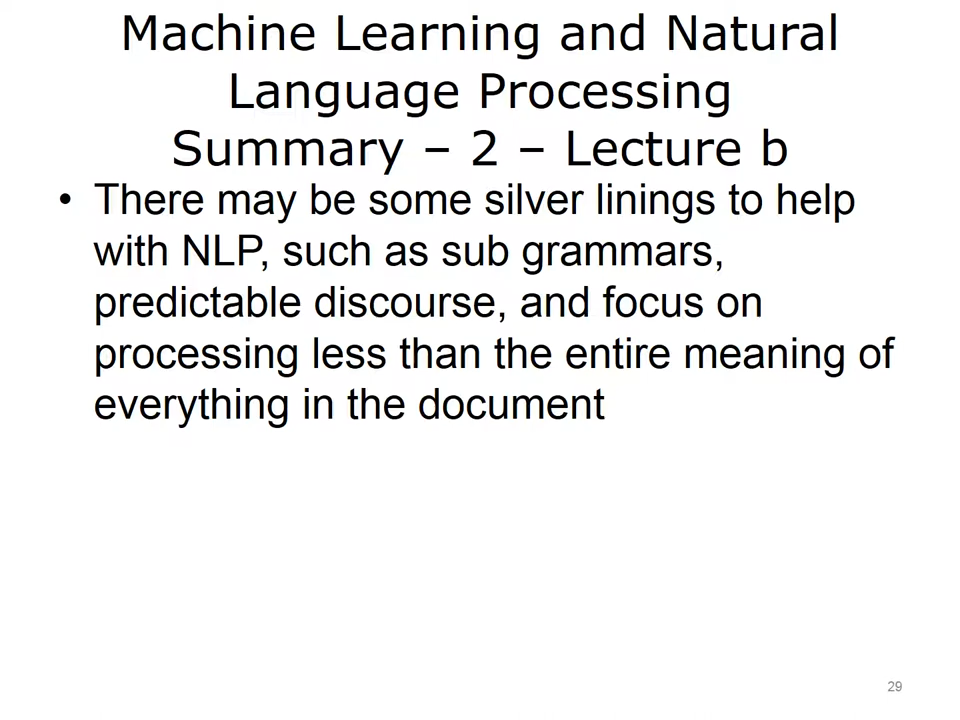 Machine Learning and Natural
Language Processing
Summary – 2 – Lecture b
• There may be some silver linings to help
with NLP, such as sub grammars,
predictable discourse, and focus on
processing less than the entire meaning of
everything in the document
29